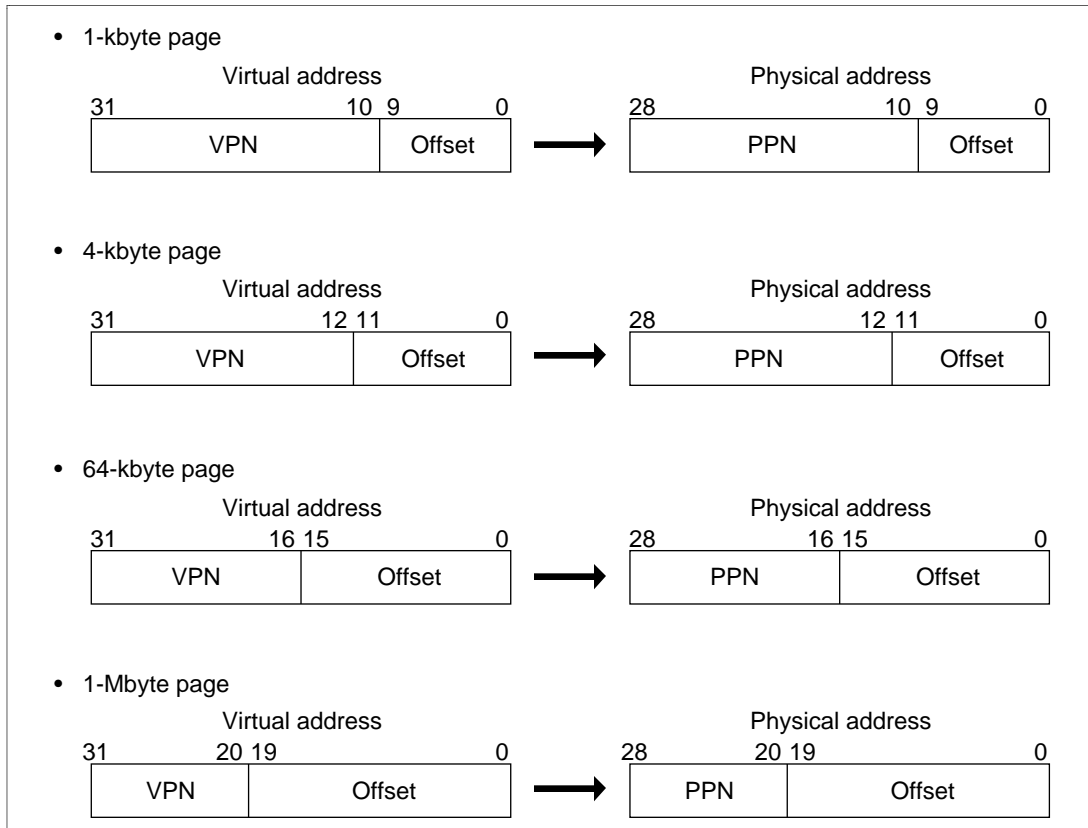 • 1-kbyte page
Virtual address Physical address
31 10 9 0 28 10 9 0
VPN Offset PPN Offset
• 4-kbyte page
Virtual address Physical address
31 12 11 0 28 12 11 0
VPN Offset PPN Offset
• 64-kbyte page
Virtual address Physical address
31 16 15 0 28 16 15 0
VPN Offset PPN Offset
• 1-Mbyte page
Virtual address Physical address
31 20 19 0 28 20 19 0
VPN Offset PPN Offset